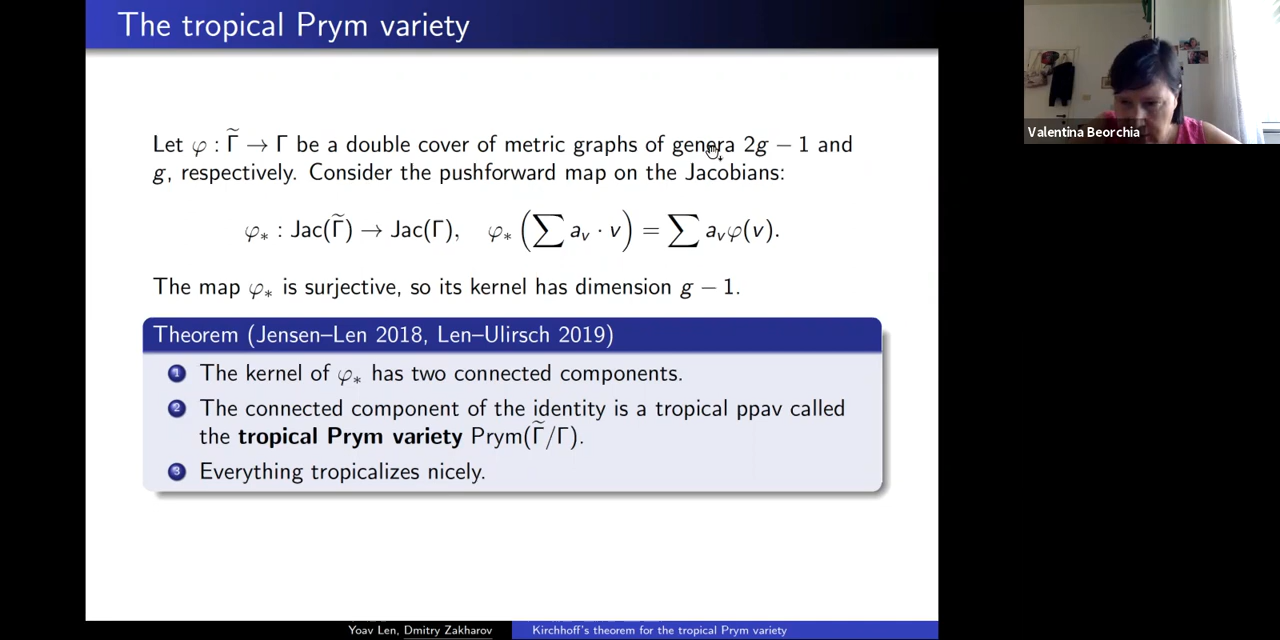 The tropical Prym variety
Valentina Beorchia
Let φ : Γ̃ → Γ be a double cover of metric graphs of genera 2g − 1 and
g, respectively. Consider the pushforward map on the Jacobians:
φ∗ : Jac(Γ̃) → Jac(Γ), φ∗ (∑ aᵥ · v) = ∑ aᵥφ(v).
The map φ∗ is surjective, so its kernel has dimension g − 1.
Theorem (Jensen–Len 2018, Len–Ulirsch 2019)
1 The kernel of φ∗ has two connected components.
2 The connected component of the identity is a tropical ppav called
the tropical Prym variety Prym(Γ̃/Γ).
3 Everything tropicalizes nicely.
Yoav Len, Dmitry Zakharov Kirchhoff's theorem for the tropical Prym variety